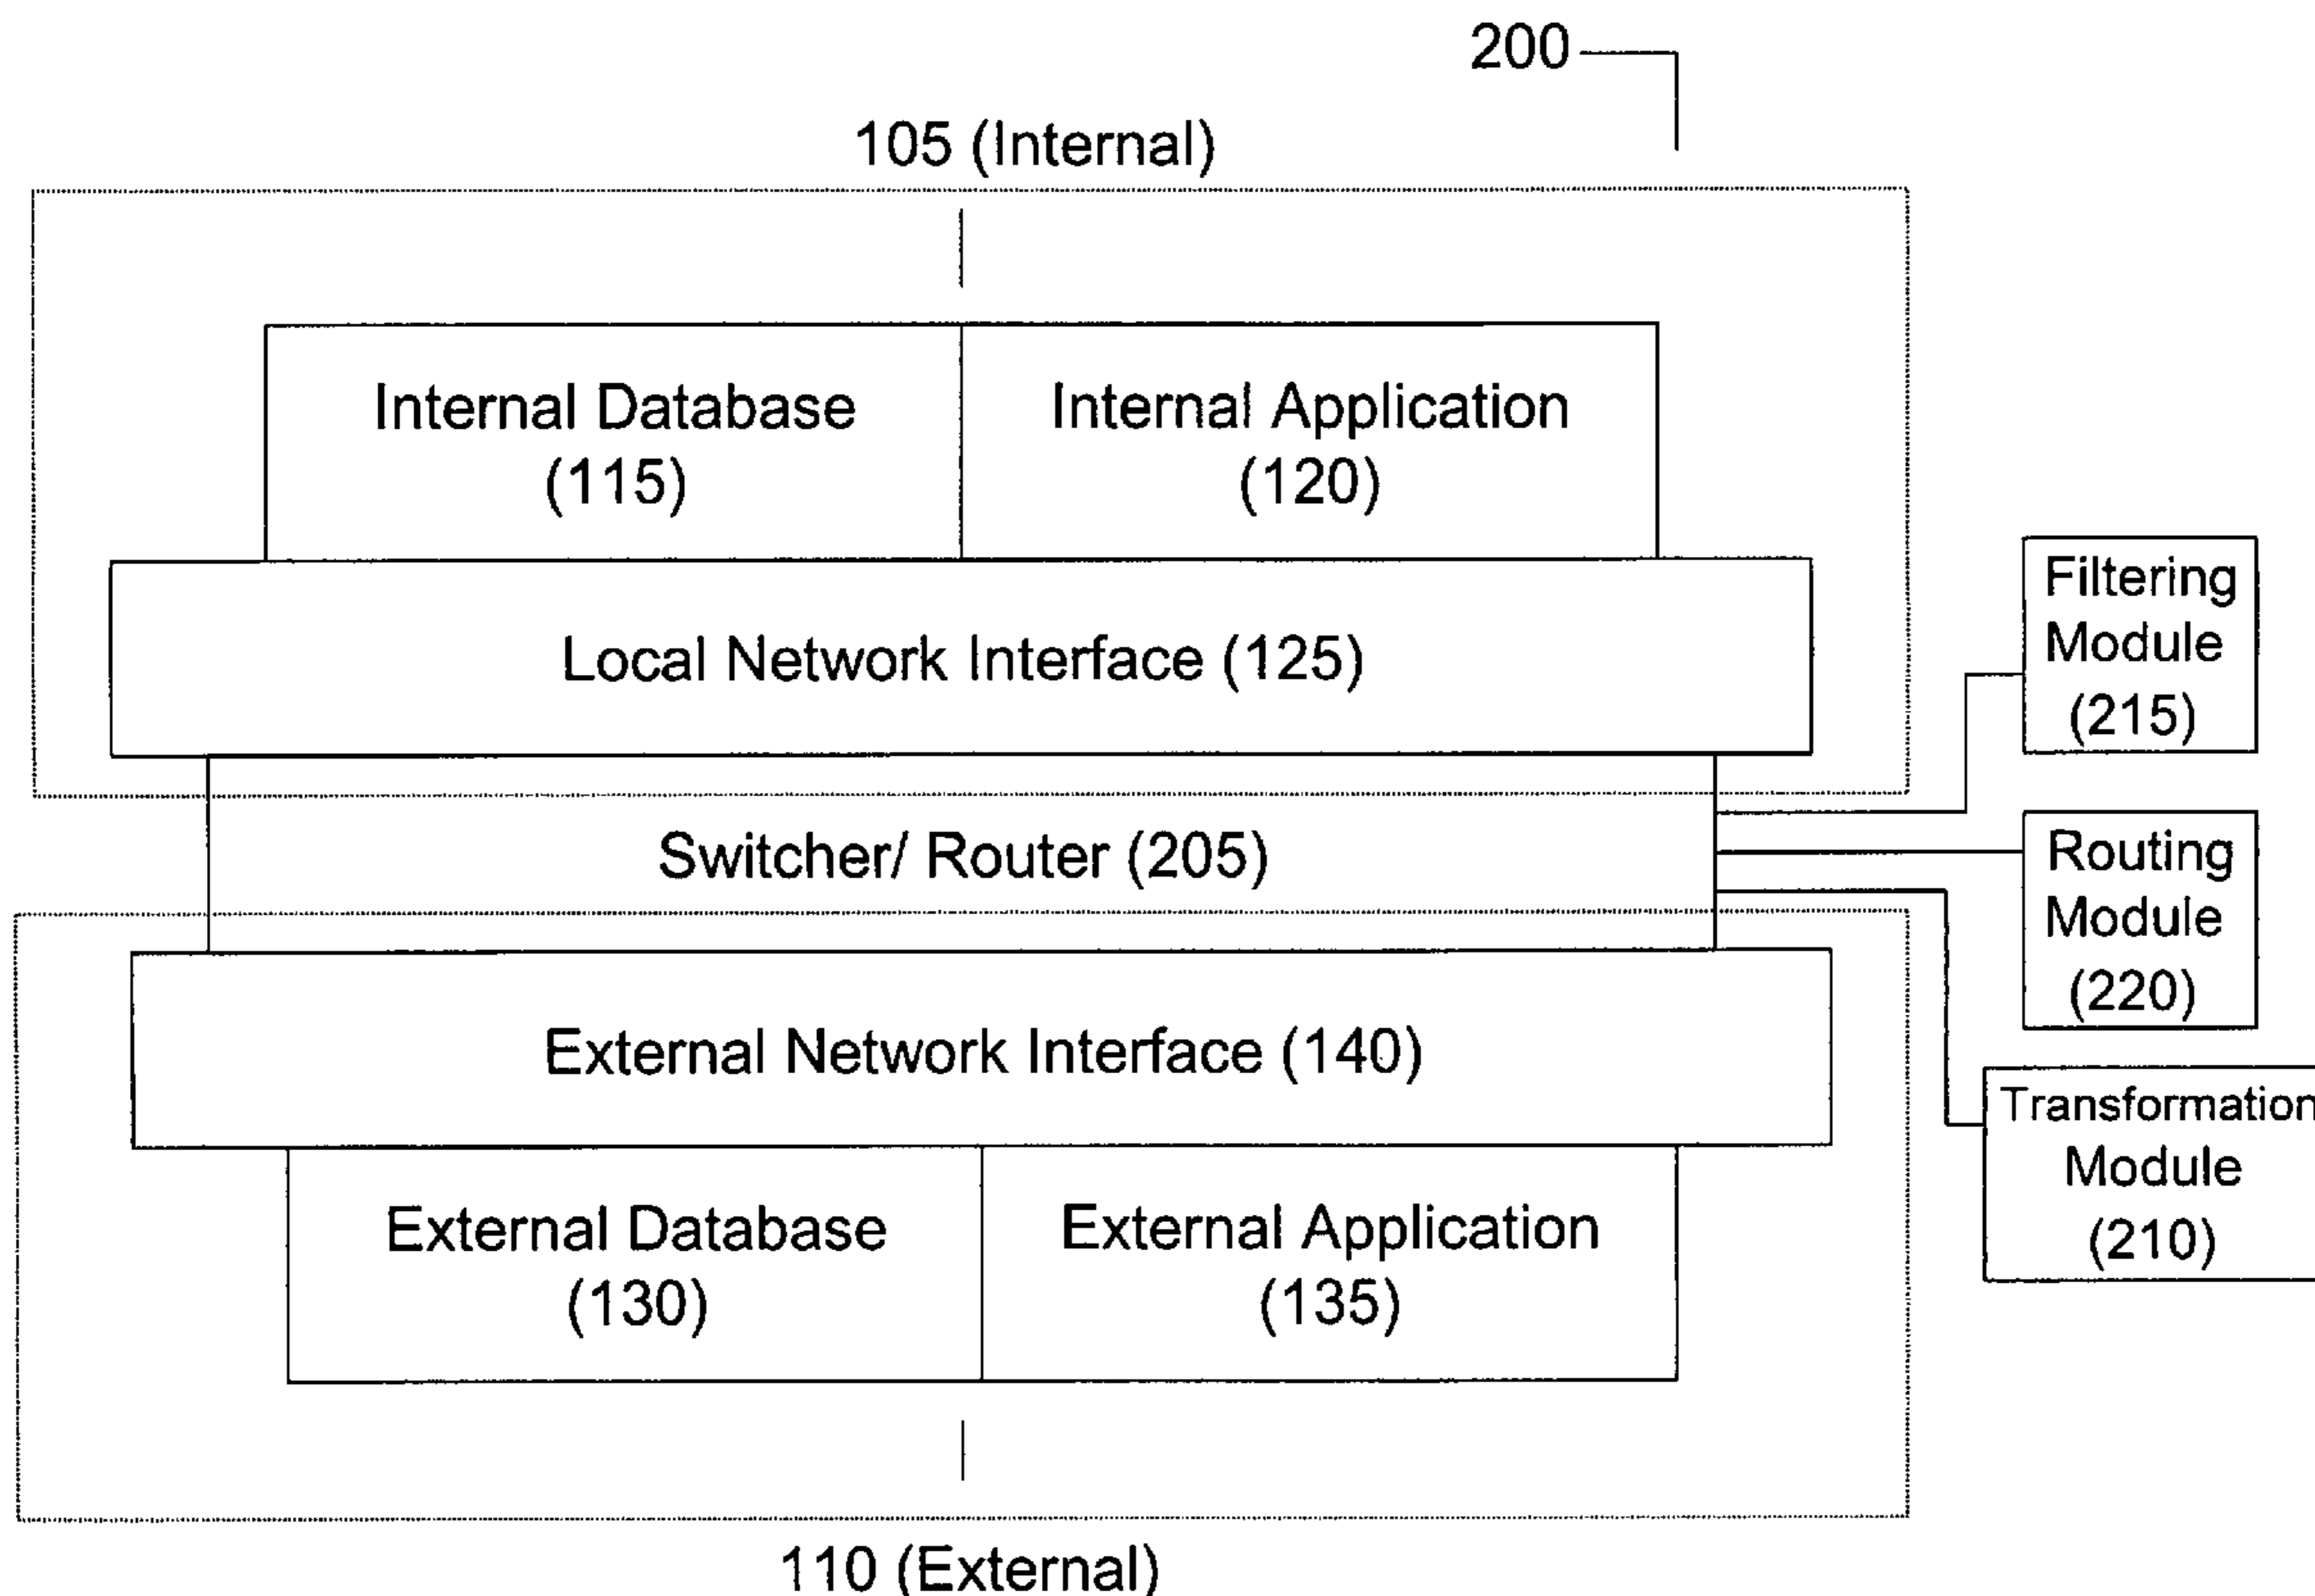 200
105 (Internal)
Internal Database
(115)
Internal Application
(120)
Local Network Interface (125)
Filtering
Module
(215)
Switcher/ Router (205)
Routing
Module
(220)
External Network Interface (140)
Transformation
Module
(210)
External Database
(130)
External Application
(135)
110 (External)